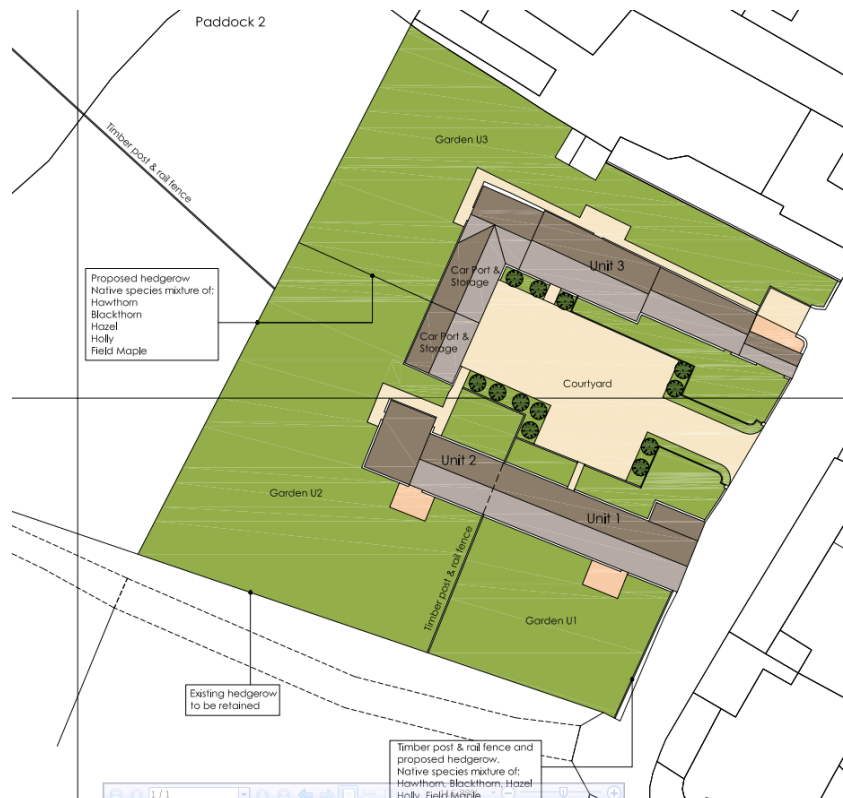 Paddock 2
Timber post & rail fence
Garden U3
Unit 3
Car Port &
Storage
Proposed hedgerow
Native species mixture of;
Hawthorn
Blackthorn
Hazel
Holly
Field Maple
Car Port &
Storage
Courtyard
Unit 2
Garden U2
Unit 1
Timber post & rail fence
Garden U1
Existing hedgerow
to be retained
Timber post & rail fence and
proposed hedgerow.
Native species mixture of;
Hawthorn, Blackthorn, Hazel
Holly, Field Maple
1 / 1